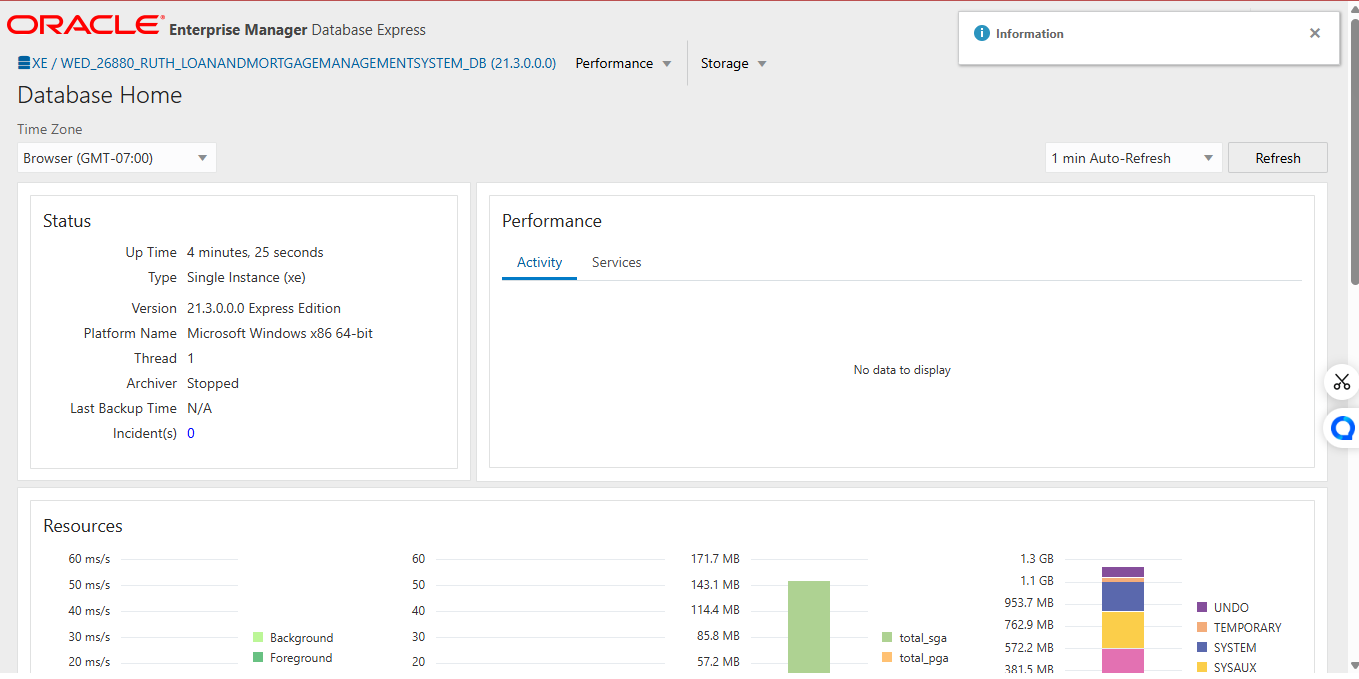 ORACLE Enterprise Manager Database Express
Information
XE / WED_26880_RUTH_LOANANDMORTGAGEMANAGEMENTSYSTEM_DB (21.3.0.0.0) Performance Storage
Database Home
Time Zone
Browser (GMT-07:00) 1 min Auto-Refresh Refresh
Status
Up Time 4 minutes, 25 seconds
Type Single Instance (xe)
Version 21.3.0.0.0 Express Edition
Platform Name Microsoft Windows x86 64-bit
Thread 1
Archiver Stopped
Last Backup Time N/A
Incident(s) 0
Performance
Activity Services
No data to display
Resources
60 ms/s
50 ms/s
40 ms/s
30 ms/s
20 ms/s
Background
Foreground
60
50
40
30
20
171.7 MB
143.1 MB
114.4 MB
85.8 MB
57.2 MB
total_sga
total_pga
1.3 GB
1.1 GB
953.7 MB
762.9 MB
572.2 MB
381.5 MB
UNDO
TEMPORARY
SYSTEM
SYSAUX